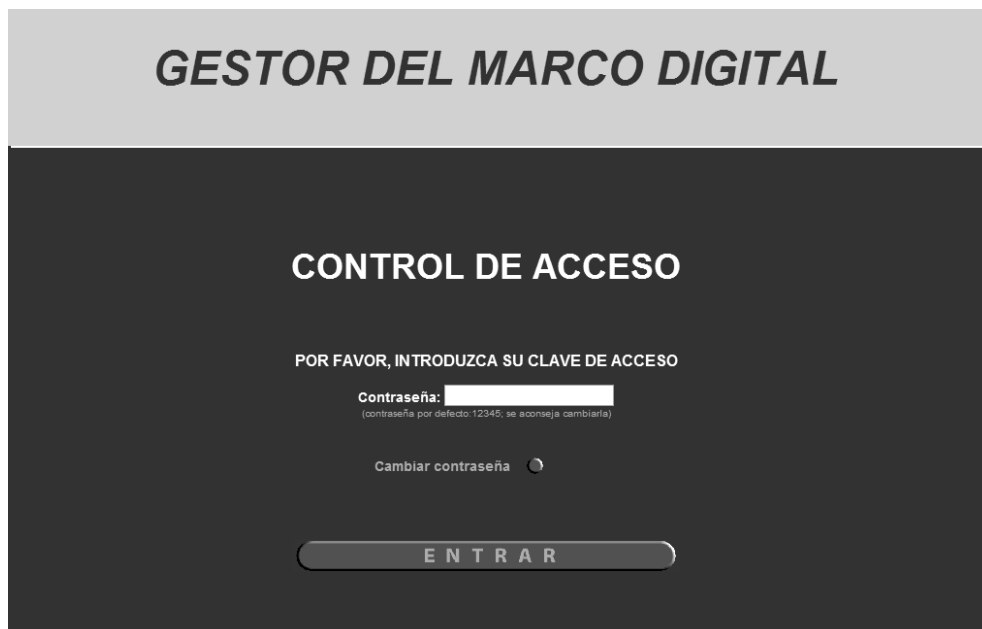 GESTOR DEL MARCO DIGITAL
CONTROL DE ACCESO
POR FAVOR, INTRODUZCA SU CLAVE DE ACCESO
Contraseña:
(contraseña por defecto:12345; se aconseja cambiarla)
Cambiar contraseña
ENTRAR